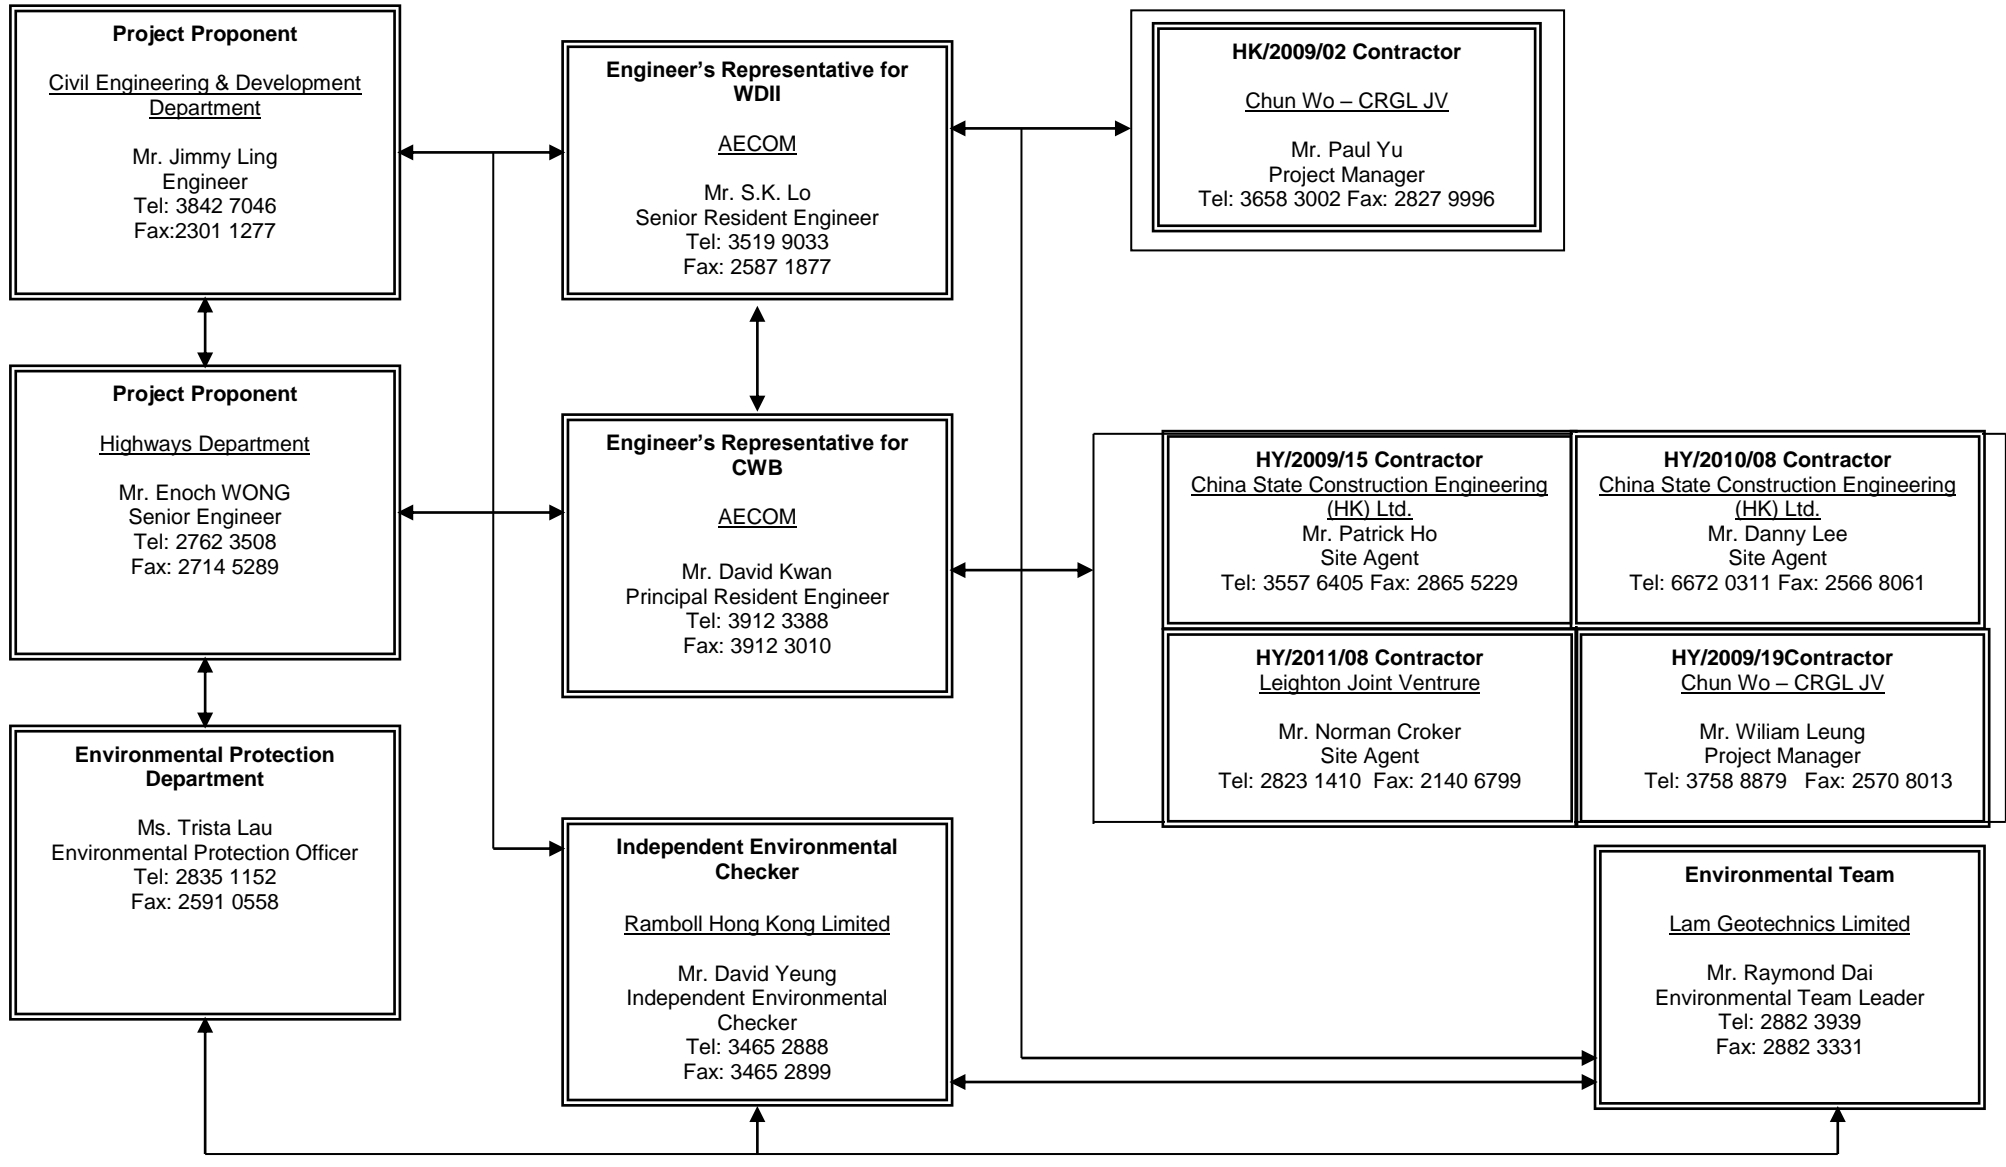 Project Proponent
Civil Engineering & Development
Department
Mr. Jimmy Ling
Engineer
Tel: 3842 7046
Fax:2301 1277
Engineer’s Representative for
WDII
AECOM
Mr. S.K. Lo
Senior Resident Engineer
Tel: 3519 9033
Fax: 2587 1877
HK/2009/02 Contractor
Chun Wo – CRGL JV
Mr. Paul Yu
Project Manager
Tel: 3658 3002 Fax: 2827 9996
Project Proponent
Highways Department
Mr. Enoch WONG
Senior Engineer
Tel: 2762 3508
Fax: 2714 5289
Engineer’s Representative for
CWB
AECOM
Mr. David Kwan
Principal Resident Engineer
Tel: 3912 3388
Fax: 3912 3010
HY/2009/15 Contractor
China State Construction Engineering
(HK) Ltd.
Mr. Patrick Ho
Site Agent
Tel: 3557 6405 Fax: 2865 5229
HY/2010/08 Contractor
China State Construction Engineering
(HK) Ltd.
Mr. Danny Lee
Site Agent
Tel: 6672 0311 Fax: 2566 8061
HY/2011/08 Contractor
Leighton Joint Ventrure
Mr. Norman Croker
Site Agent
Tel: 2823 1410  Fax: 2140 6799
HY/2009/19Contractor
Chun Wo – CRGL JV
Mr. Wiliam Leung
Project Manager
Tel: 3758 8879   Fax: 2570 8013
Environmental Protection
Department
Ms. Trista Lau
Environmental Protection Officer
Tel: 2835 1152
Fax: 2591 0558
Independent Environmental
Checker
Ramboll Hong Kong Limited
Mr. David Yeung
Independent Environmental
Checker
Tel: 3465 2888
Fax: 3465 2899
Environmental Team
Lam Geotechnics Limited
Mr. Raymond Dai
Environmental Team Leader
Tel: 2882 3939
Fax: 2882 3331